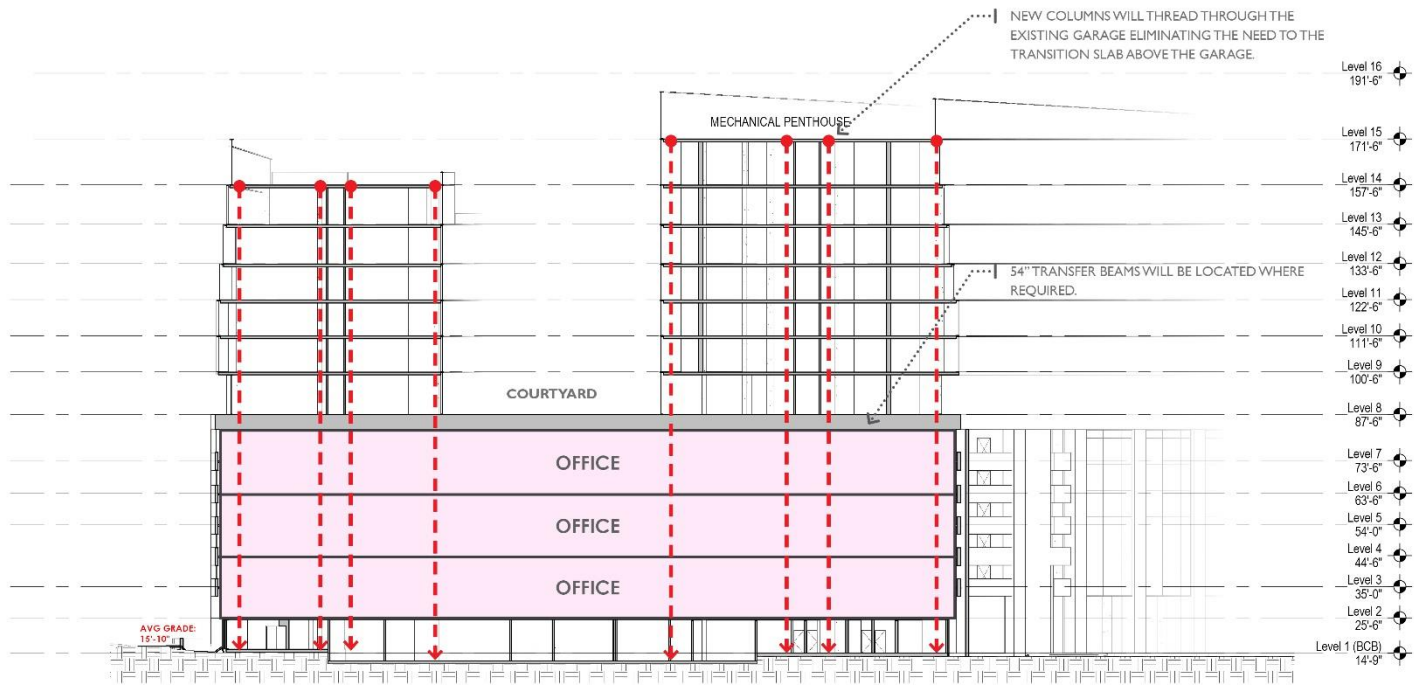 NEW COLUMNS WILL THREAD THROUGH THE
EXISTING GARAGE ELIMINATING THE NEED TO THE
TRANSITION SLAB ABOVE THE GARAGE.
Level 16
191'-6"
MECHANICAL PENTHOUSE
Level 15
171'-6"
Level 14
157'-6"
Level 13
145'-6"
Level 12
133'-6"
54" TRANSFER BEAMS WILL BE LOCATED WHERE
REQUIRED.
Level 11
122'-6"
Level 10
111'-6"
Level 9
100'-6"
COURTYARD
Level 8
87'-6"
OFFICE
Level 7
73'-6"
Level 6
63'-6"
OFFICE
Level 5
54'-0"
Level 4
44'-6"
OFFICE
Level 3
35'-0"
Level 2
25'-6"
AVG GRADE:
15'-10"
Level 1 (BCB)
14'-9"